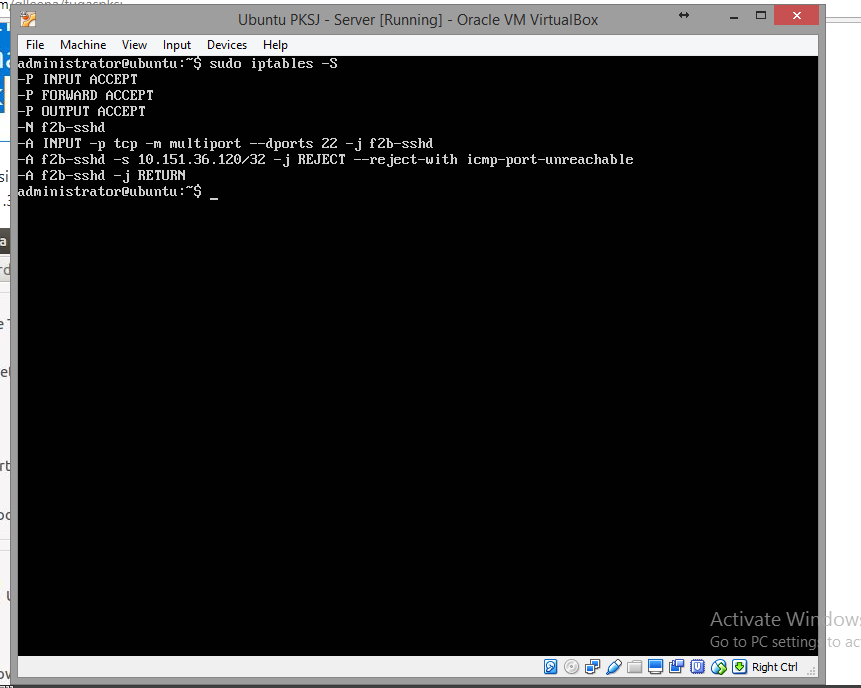 Ubuntu PKSJ - Server [Running] - Oracle VM VirtualBox
File Machine View Input Devices Help
administrator@ubuntu:~$ sudo iptables -S
-P INPUT ACCEPT
-P FORWARD ACCEPT
-P OUTPUT ACCEPT
-N f2b-sshd
-A INPUT -p tcp -m multiport --dports 22 -j f2b-sshd
-A f2b-sshd -s 10.151.36.120/32 -j REJECT --reject-with icmp-port-unreachable
-A f2b-sshd -j RETURN
administrator@ubuntu:~$ _
Activate Windows
Go to PC settings to ac
Right Ctrl